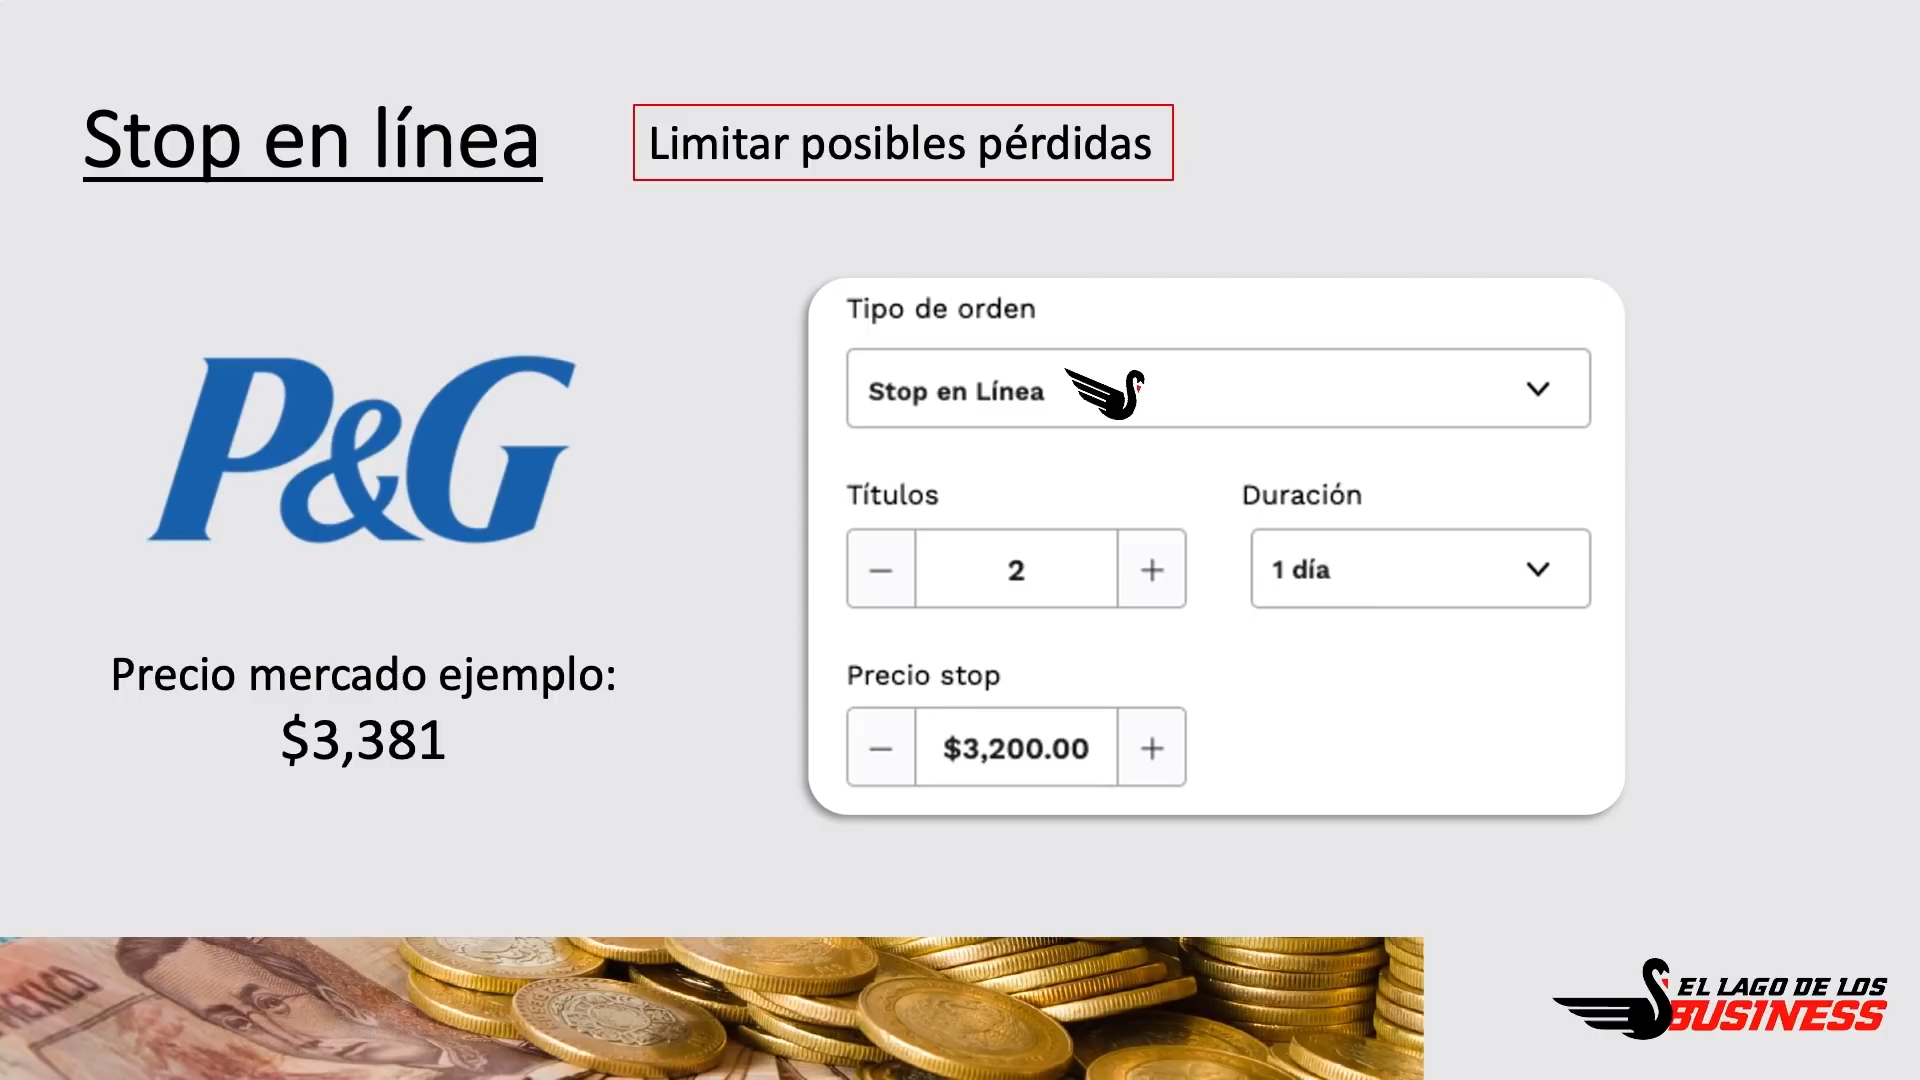 Stop en línea
Limitar posibles pérdidas
P&G
Precio mercado ejemplo:
$3,381
Tipo de orden
Stop en Línea
Títulos
Duración
2
1 día
Precio stop
$3,200.00
MÉXICO
EL LAGO DE LOS
BUSINESS